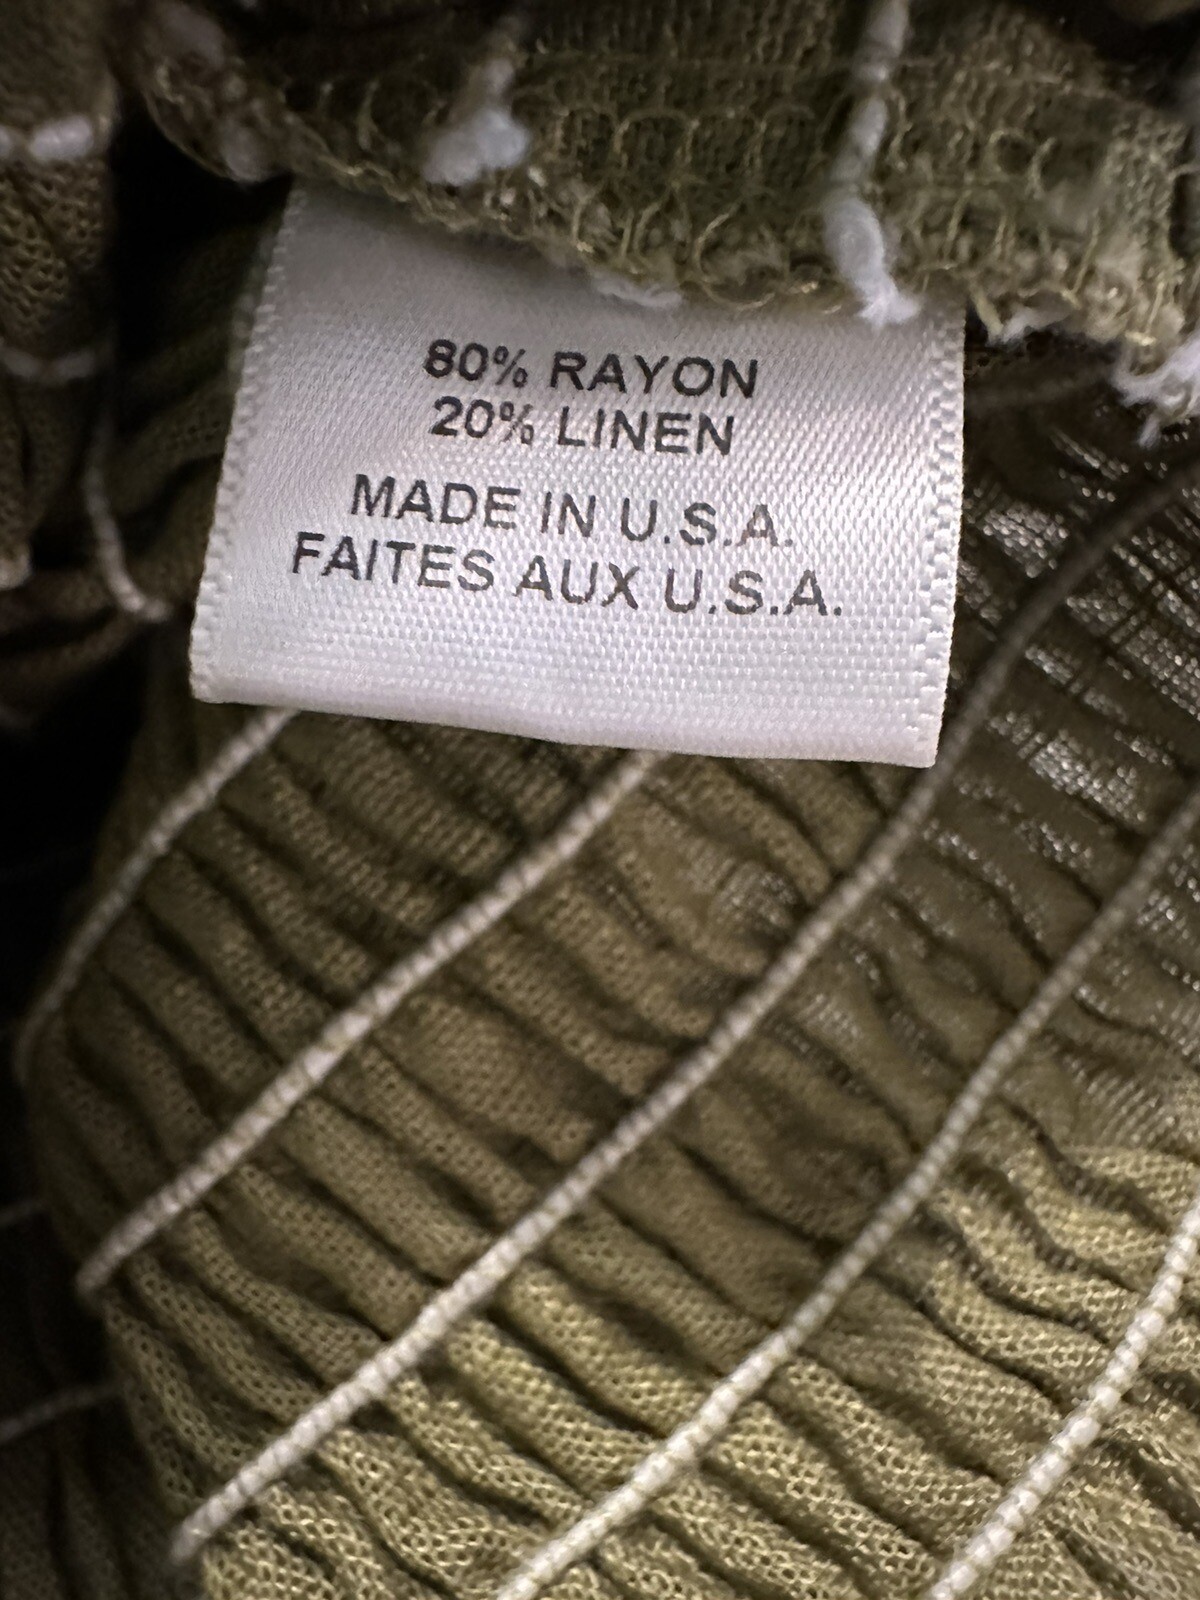 80% RAYON
20% LINEN
MADE IN U.S.A.
FAITES AUX U.S.A.